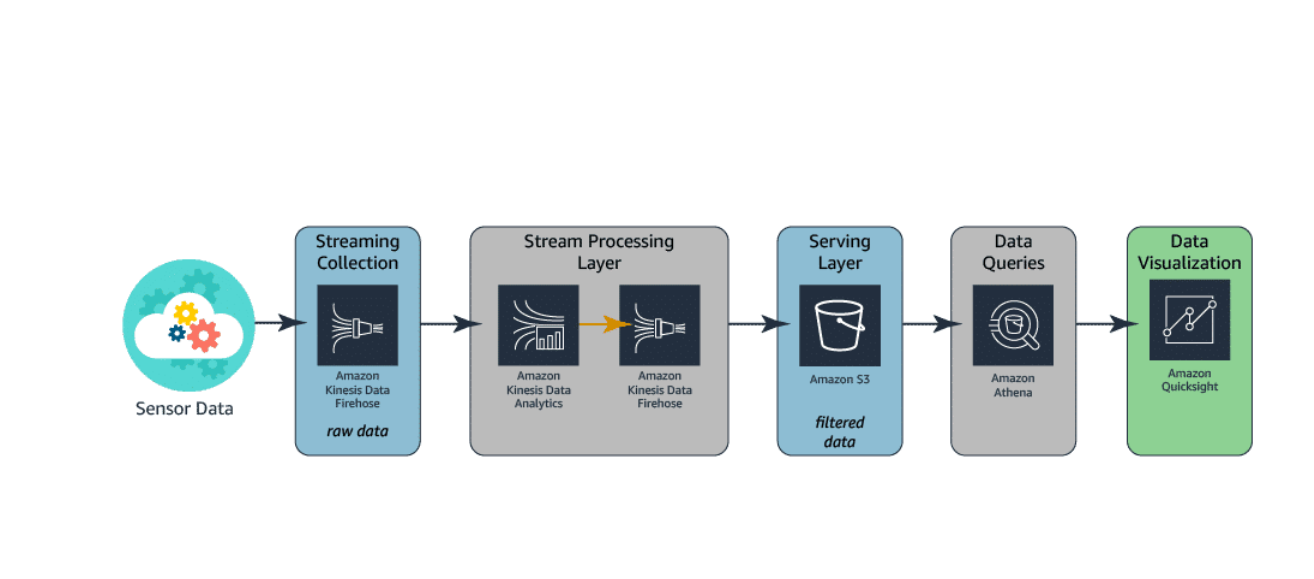 Sensor Data
Streaming
Collection
Amazon
Kinesis Data
Firehose
raw data
Stream Processing
Layer
Amazon
Kinesis Data
Analytics
Amazon
Kinesis Data
Firehose
Serving
Layer
Amazon S3
filtered
data
Data
Queries
Amazon
Athena
Data
Visualization
Amazon
Quicksight